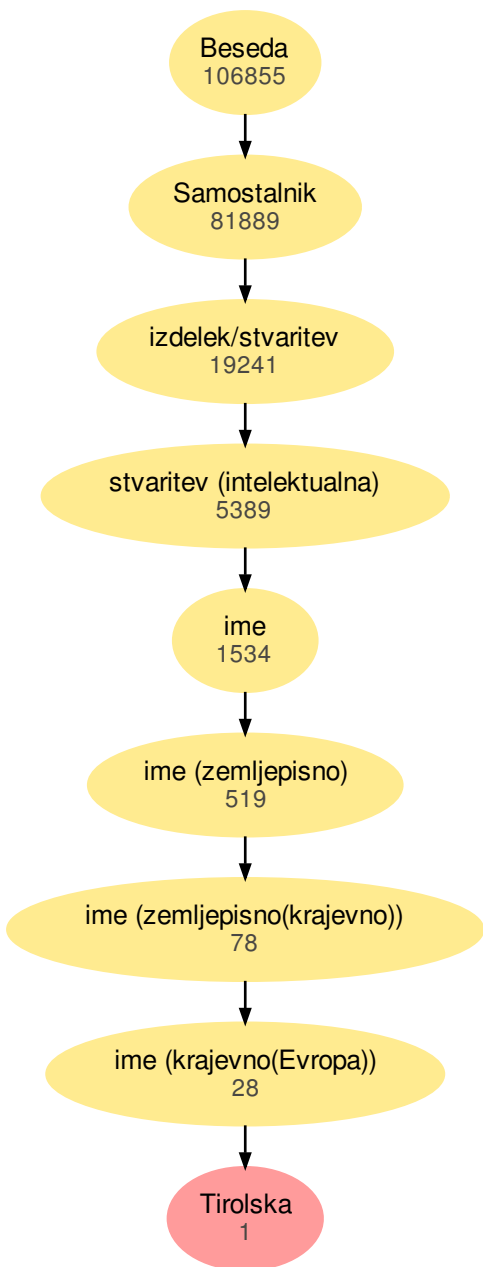 Beseda
106855
Samostalnik
81889
izdelek/stvaritev
19241
stvaritev (intelektualna)
5389
ime
1534
ime (zemljepisno)
519
ime (zemljepisno(krajevno))
78
ime (krajevno(Evropa))
28
Tirolska
1